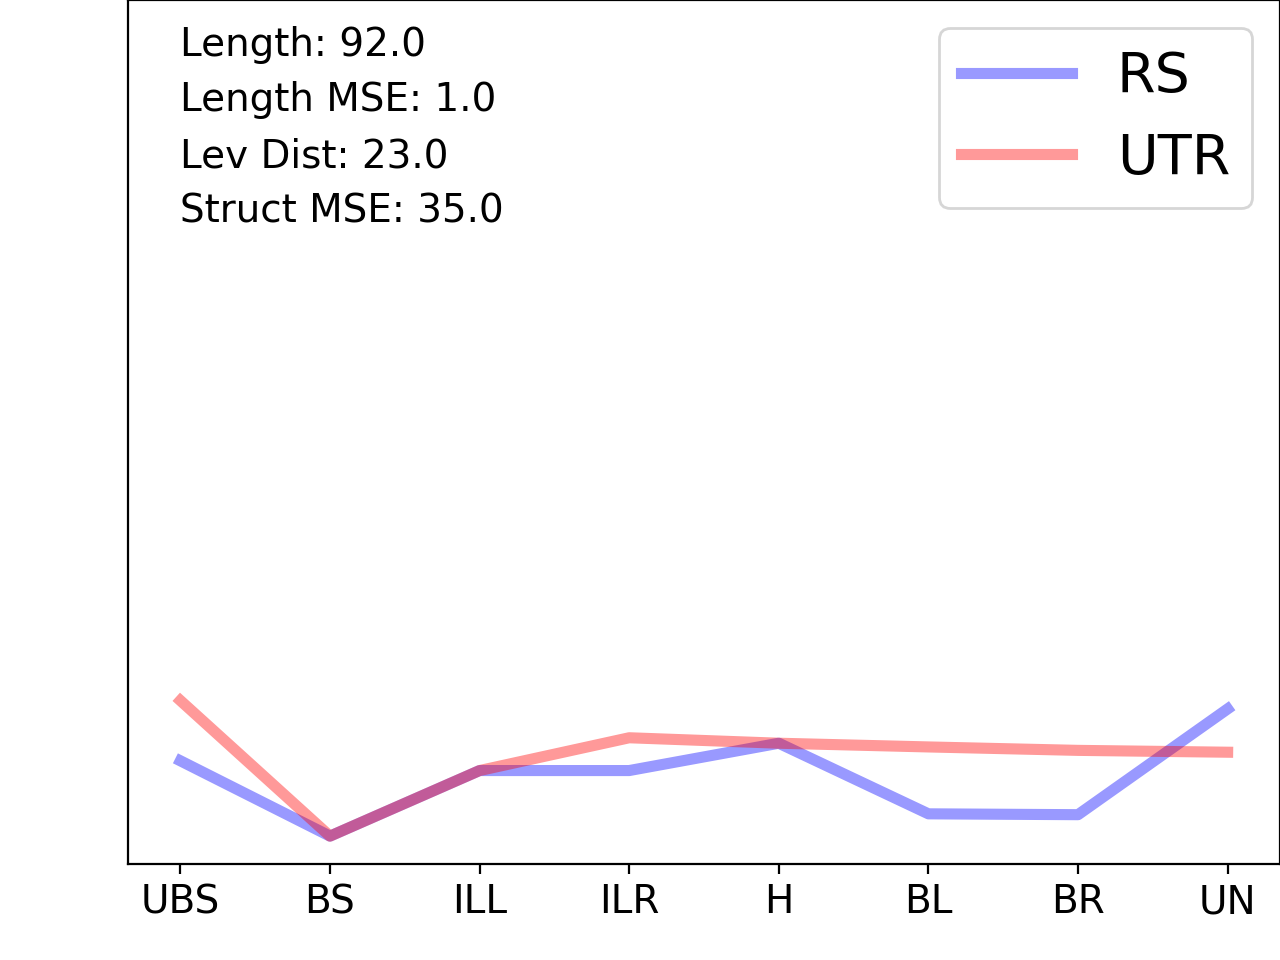 Length: 92.0
Length MSE: 1.0
Lev Dist: 23.0
Struct MSE: 35.0
RS
UTR
UBS BS ILL ILR H BL BR UN